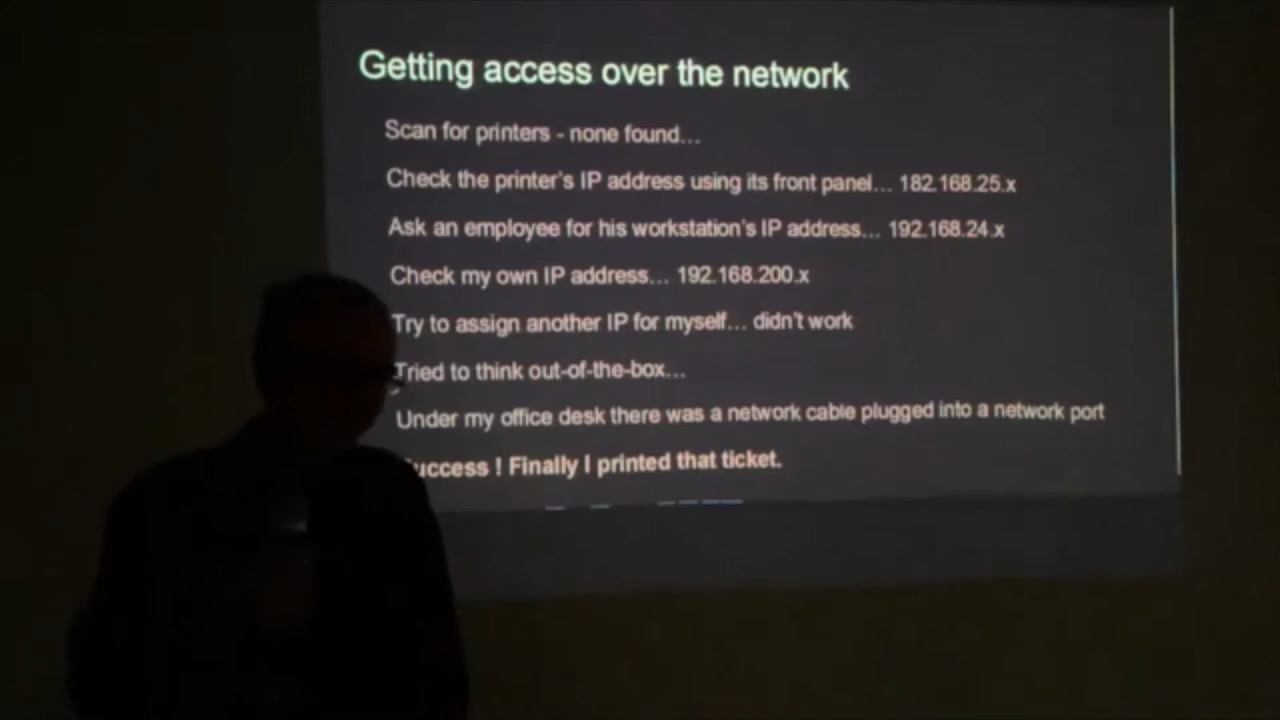 Getting access over the network
Scan for printers - none found...
Check the printer's IP address using its front panel... 182.168.25.x
Ask an employee for his workstation's IP address... 192.168.24.x
Check my own IP address... 192.168.200.x
Try to assign another IP for myself... didn't work
Tried to think out-of-the-box...
Under my office desk there was a network cable plugged into a network port
Success ! Finally I printed that ticket.